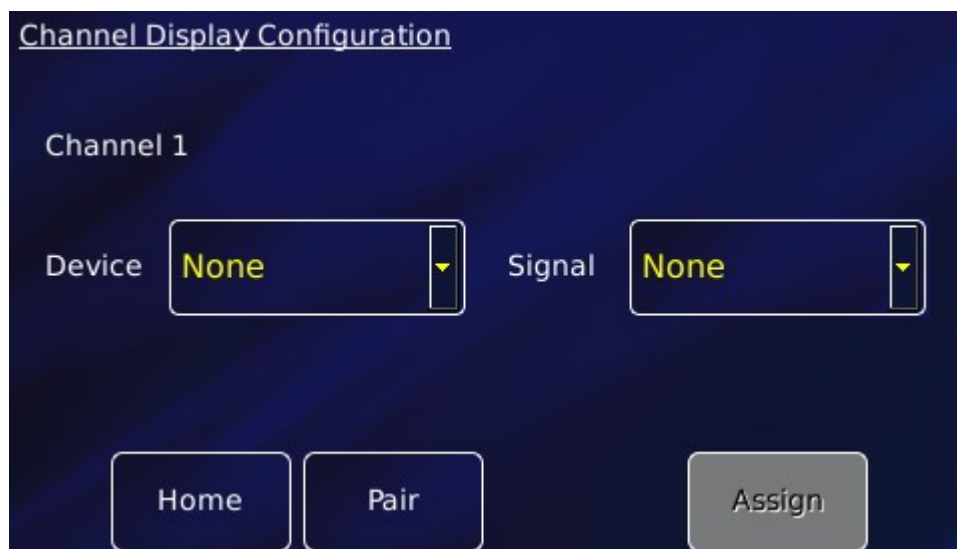 Channel Display Configuration
Channel 1
Device None Signal None
Home Pair Assign